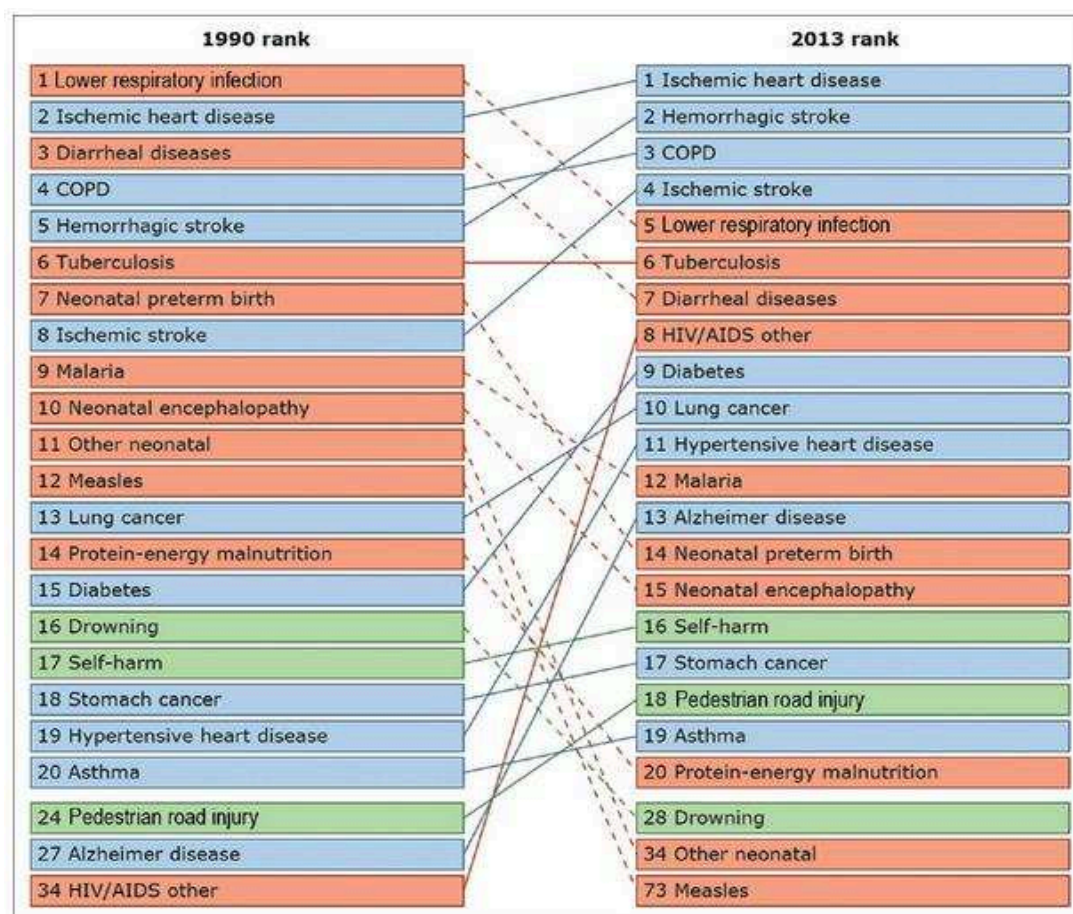 1990 rank
1 Lower respiratory infection
2 Ischemic heart disease
3 Diarrheal diseases
4 COPD
5 Hemorrhagic stroke
6 Tuberculosis
7 Neonatal preterm birth
8 Ischemic stroke
9 Malaria
10 Neonatal encephalopathy
11 Other neonatal
12 Measles
13 Lung cancer
14 Protein-energy malnutrition
15 Diabetes
16 Drowning
17 Self-harm
18 Stomach cancer
19 Hypertensive heart disease
20 Asthma
24 Pedestrian road injury
27 Alzheimer disease
34 HIV/AIDS other
2013 rank
1 Ischemic heart disease
2 Hemorrhagic stroke
3 COPD
4 Ischemic stroke
5 Lower respiratory infection
6 Tuberculosis
7 Diarrheal diseases
8 HIV/AIDS other
9 Diabetes
10 Lung cancer
11 Hypertensive heart disease
12 Malaria
13 Alzheimer disease
14 Neonatal preterm birth
15 Neonatal encephalopathy
16 Self-harm
17 Stomach cancer
18 Pedestrian road injury
19 Asthma
20 Protein-energy malnutrition
28 Drowning
34 Other neonatal
73 Measles